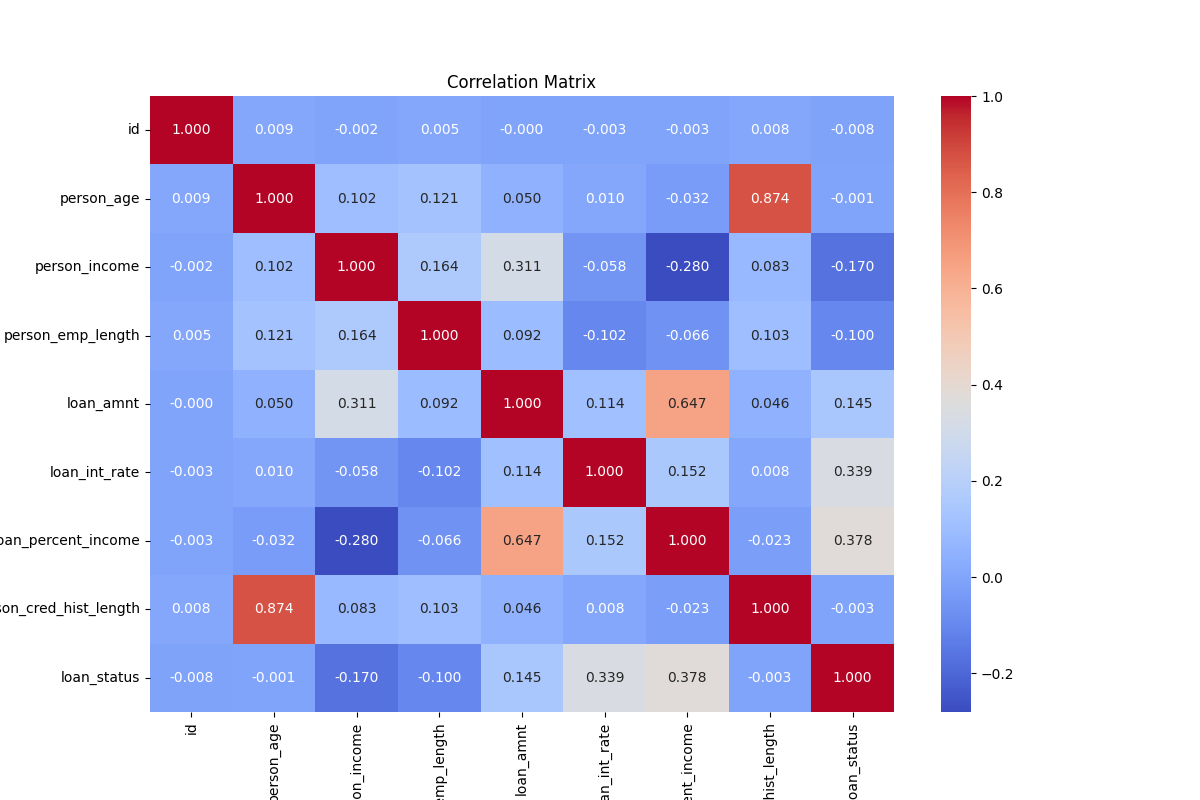 Correlation Matrix
id 1.000 0.009 -0.002 0.005 -0.000 -0.003 -0.003 0.008 -0.008
person_age 0.009 1.000 0.102 0.121 0.050 0.010 -0.032 0.874 -0.001
person_income -0.002 0.102 1.000 0.164 0.311 -0.058 -0.280 0.083 -0.170
person_emp_length 0.005 0.121 0.164 1.000 0.092 -0.102 -0.066 0.103 -0.100
loan_amnt -0.000 0.050 0.311 0.092 1.000 0.114 0.647 0.046 0.145
loan_int_rate -0.003 0.010 -0.058 -0.102 0.114 1.000 0.152 0.008 0.339
oan_percent_income -0.003 -0.032 -0.280 -0.066 0.647 0.152 1.000 -0.023 0.378
son_cred_hist_length 0.008 0.874 0.083 0.103 0.046 0.008 -0.023 1.000 -0.003
loan_status -0.008 -0.001 -0.170 -0.100 0.145 0.339 0.378 -0.003 1.000
id
person_age
on_income
emp_length
loan_amnt
an_int_rate
ent_income
hist_length
oan_status
1.0
0.8
0.6
0.4
0.2
0.0
−0.2